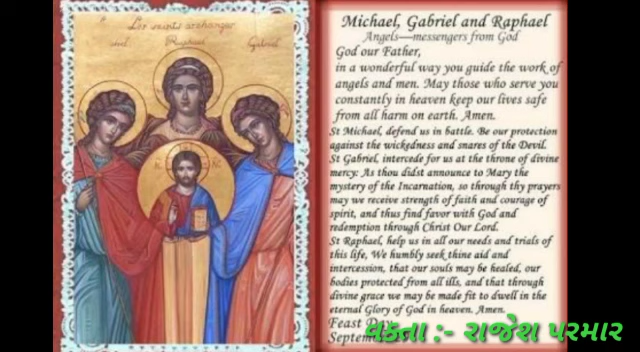 Les saints archanges
Raphael
Gabriel
Michael, Gabriel and Raphael
Angels—messengers from God
God our Father,
in a wonderful way you guide the work of
angels and men. May those who serve you
constantly in heaven keep our lives safe
from all harm on earth. Amen.
St Michael, defend us in battle. Be our protection
against the wickedness and snares of the Devil.
St Gabriel, intercede for us at the throne of divine
mercy: As thou didst announce to Mary the
mystery of the Incarnation, so through thy prayers
may we receive strength of faith and courage of
spirit, and thus find favor with God and
redemption through Christ Our Lord.
St Raphael, help us in all our needs and trials of
this life, We humbly seek thine aid and
intercession, that our souls may be healed, our
bodies protected from all ills, and that through
divine grace we may be made fit to dwell in the
eternal Glory of God in heaven. Amen.
Feast Day
વકતા :- રાજેશ પરમાર